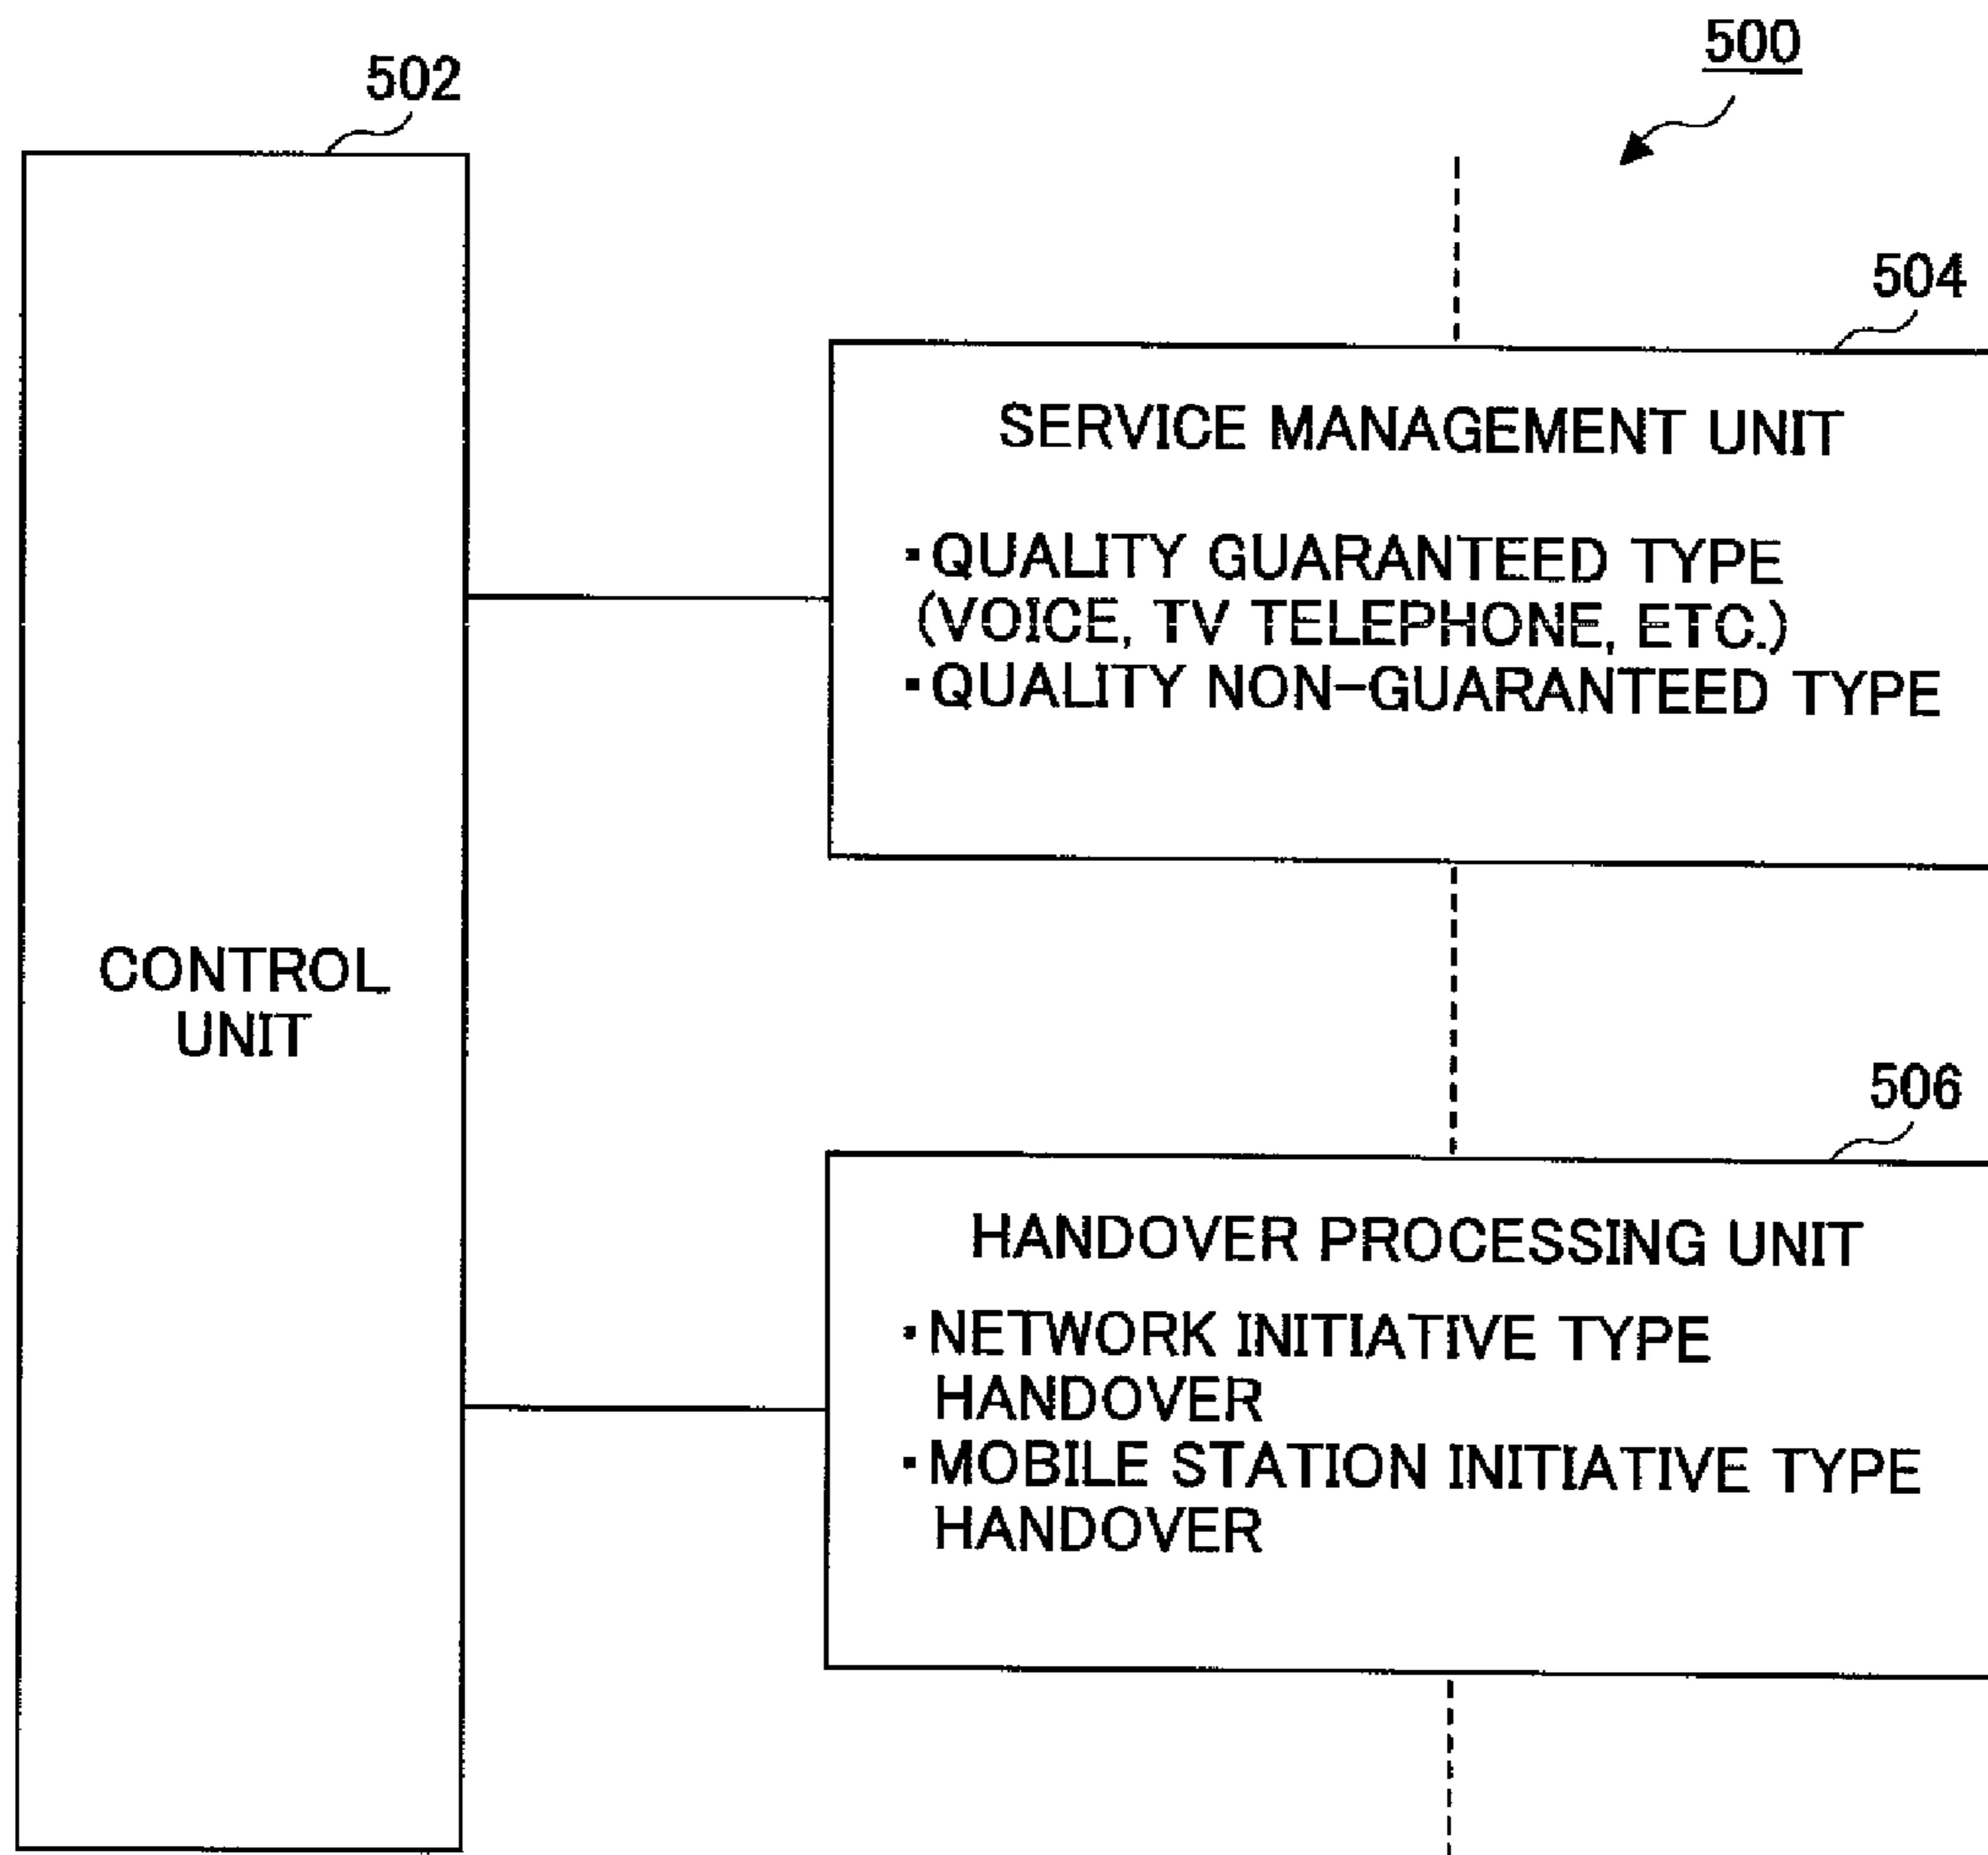 500
502
504
SERVICE MANAGEMENT UNIT
・QUALITY GUARANTEED TYPE
(VOICE, TV TELEPHONE, ETC.)
・QUALITY NON-GUARANTEED TYPE
CONTROL
UNIT
506
HANDOVER PROCESSING UNIT
・NETWORK INITIATIVE TYPE
HANDOVER
・MOBILE STATION INITIATIVE TYPE
HANDOVER